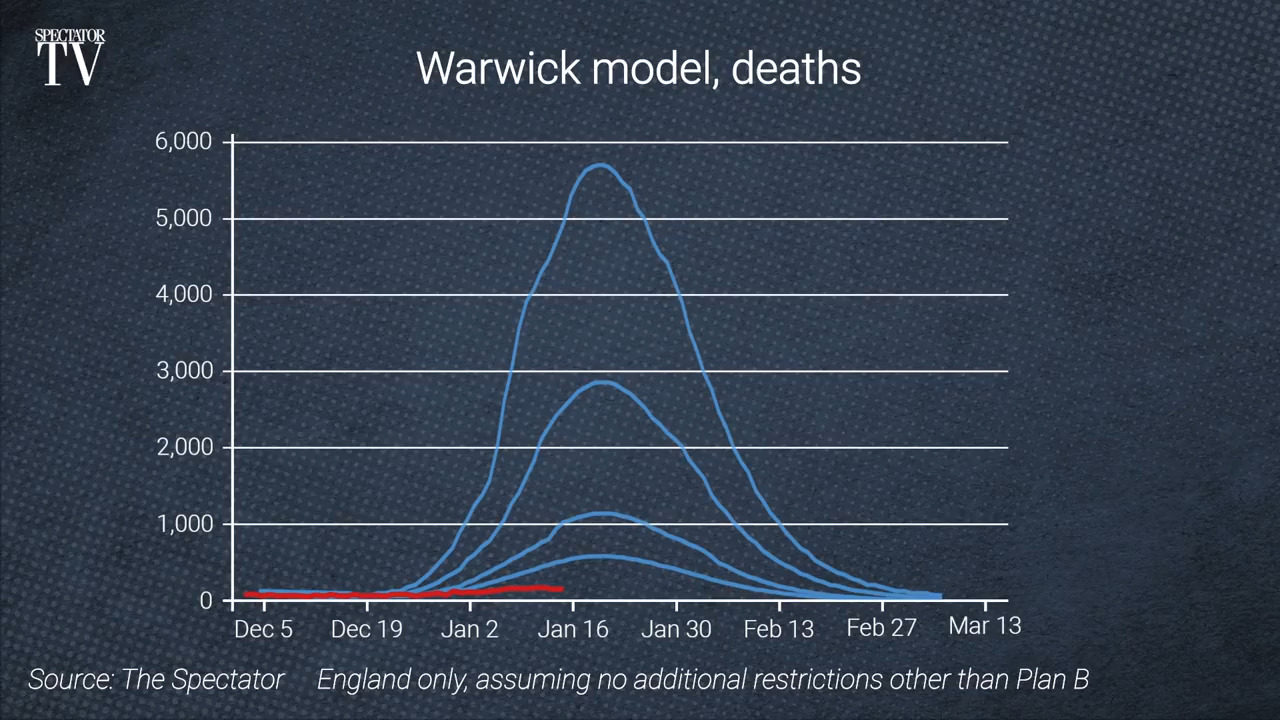 SPECTATOR
TV
Warwick model, deaths
6,000
5,000
4,000
3,000
2,000
1,000
0
Dec 5 Dec 19 Jan 2 Jan 16 Jan 30 Feb 13 Feb 27 Mar 13
Source: The Spectator England only, assuming no additional restrictions other than Plan B